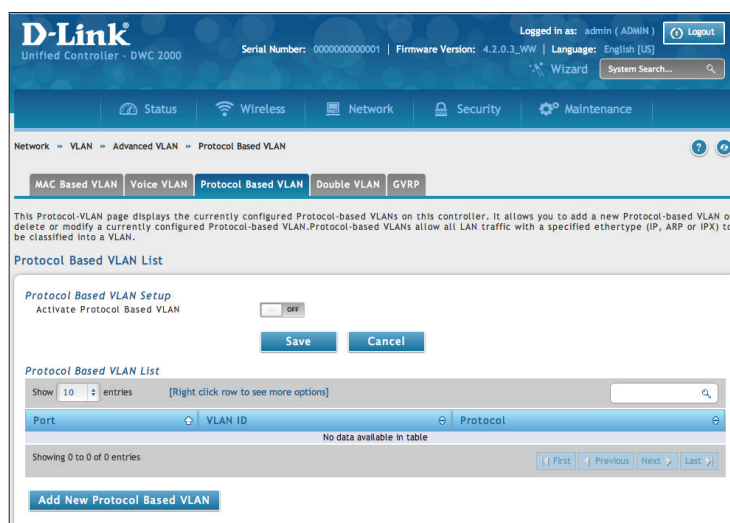 D-Link
Unified Controller - DWC 2000
Logged in as: admin ( ADMIN )
Logout
Serial Number: 0000000000001 | Firmware Version: 4.2.0.3_WW | Language: English [US]
Wizard
System Search...
Status
Wireless
Network
Security
Maintenance
Network » VLAN » Advanced VLAN » Protocol Based VLAN
MAC Based VLAN
Voice VLAN
Protocol Based VLAN
Double VLAN
GVRP
This Protocol-VLAN page displays the currently configured Protocol-based VLANs on this controller. It allows you to add a new Protocol-based VLAN o
delete or modify a currently configured Protocol-based VLAN.Protocol-based VLANs allow all LAN traffic with a specified ethertype (IP, ARP or IPX) to
be classified into a VLAN.
Protocol Based VLAN List
Protocol Based VLAN Setup
Activate Protocol Based VLAN
OFF
Save
Cancel
Protocol Based VLAN List
Show 10 entries
[Right click row to see more options]
Port
VLAN ID
Protocol
No data available in table
Showing 0 to 0 of 0 entries
First
Previous
Next
Last
Add New Protocol Based VLAN